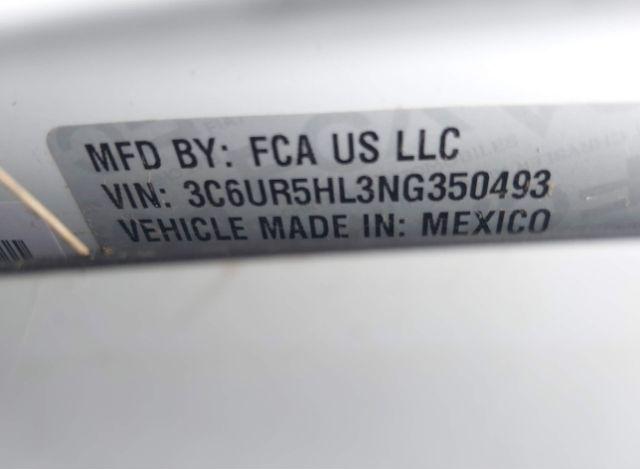 MFD BY: FCA US LLC
VIN: 3C6UR5HL3NG350493
VEHICLE MADE IN: MEXICO